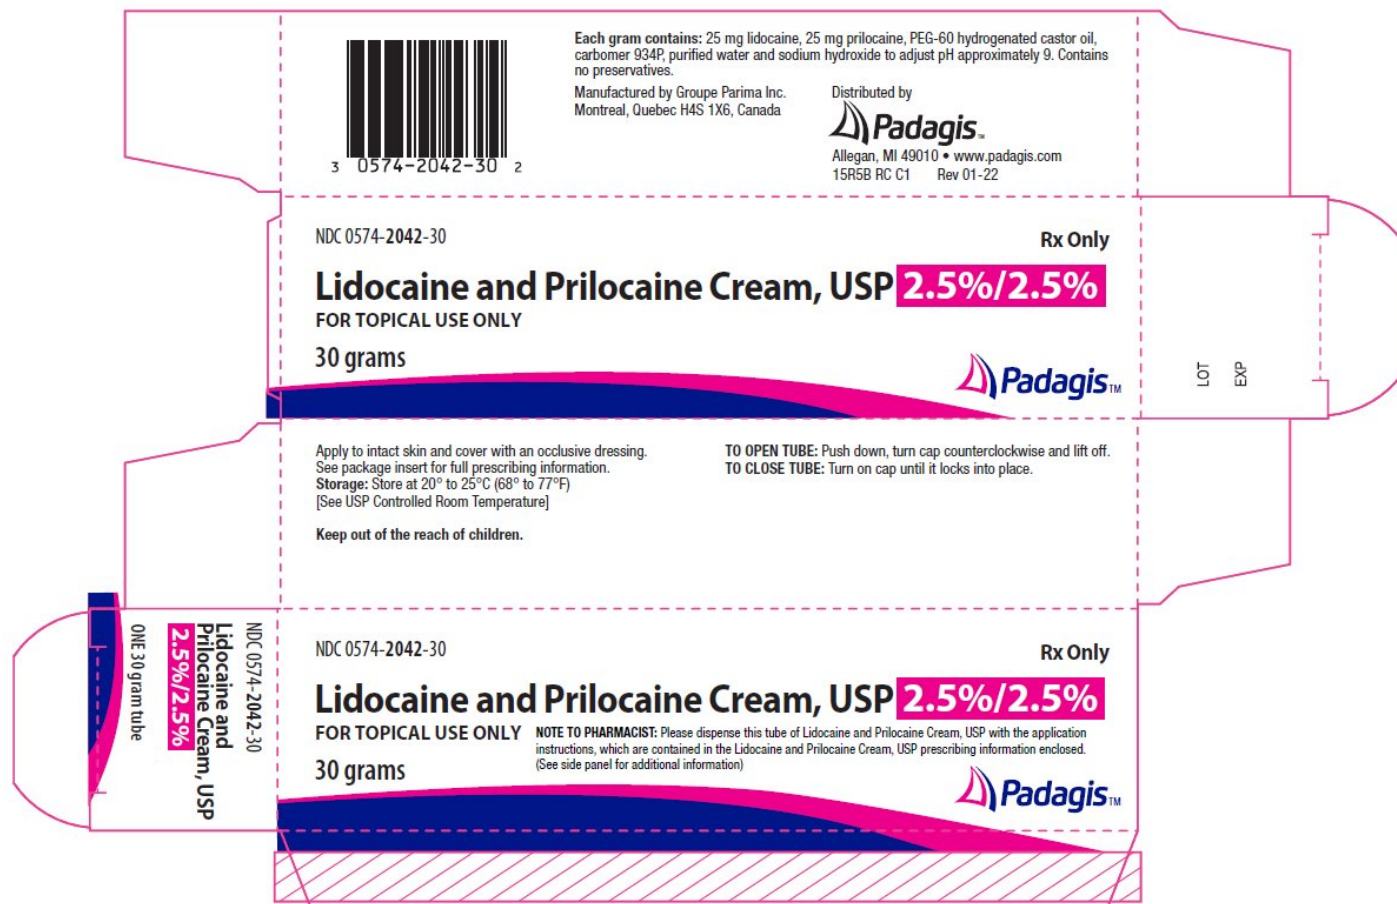 Each gram contains: 25 mg lidocaine, 25 mg prilocaine, PEG-60 hydrogenated castor oil,
carbomer 934P, purified water and sodium hydroxide to adjust pH approximately 9. Contains
no preservatives.
Manufactured by Groupe Parima Inc.
Montreal, Quebec H4S 1X6, Canada
Distributed by
Padagis™
Allegan, MI 49010 • www.padagis.com
15R5B RC C1 Rev 01-22
3 0574-2042-30 2
NDC 0574-2042-30
Rx Only
Lidocaine and Prilocaine Cream, USP 2.5%/2.5%
FOR TOPICAL USE ONLY
30 grams
Padagis™
LOT
EXP
Apply to intact skin and cover with an occlusive dressing.
See package insert for full prescribing information.
Storage: Store at 20° to 25°C (68° to 77°F)
[See USP Controlled Room Temperature]
Keep out of the reach of children.
TO OPEN TUBE: Push down, turn cap counterclockwise and lift off.
TO CLOSE TUBE: Turn on cap until it locks into place.
NDC 0574-2042-30
Lidocaine and
Prilocaine Cream, USP
2.5%/2.5%
ONE 30 gram tube
NDC 0574-2042-30
Rx Only
Lidocaine and Prilocaine Cream, USP 2.5%/2.5%
FOR TOPICAL USE ONLY
NOTE TO PHARMACIST: Please dispense this tube of Lidocaine and Prilocaine Cream, USP with the application
instructions, which are contained in the Lidocaine and Prilocaine Cream, USP prescribing information enclosed.
(See side panel for additional information)
30 grams
Padagis™